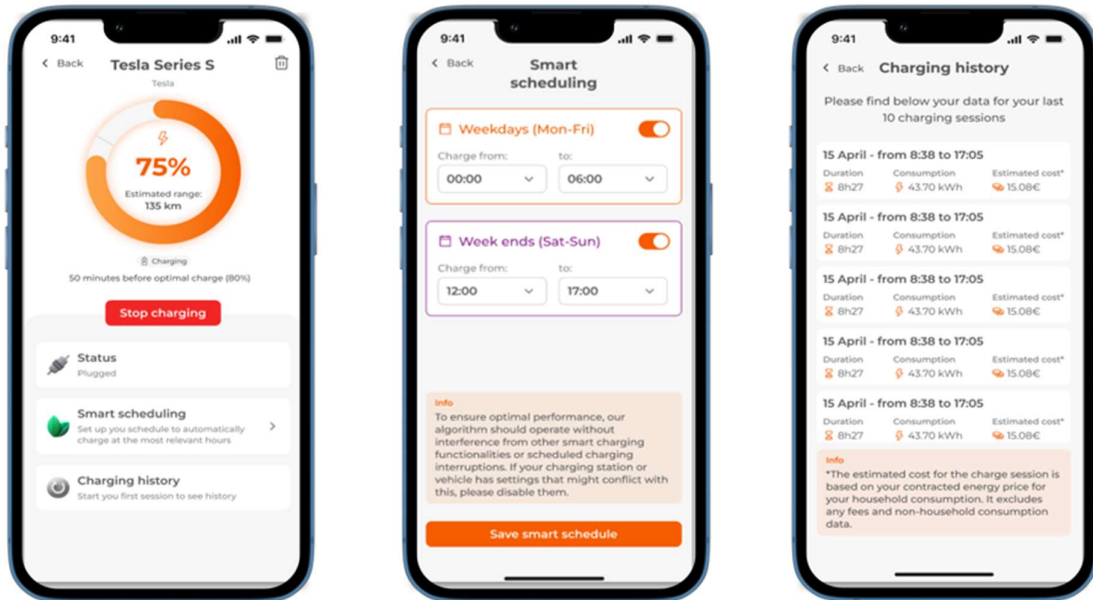 9:41
Back
Tesla Series S
Tesla
75%
Estimated range:
135 km
Charging
50 minutes before optimal charge (80%)
Stop charging
Status
Plugged
Smart scheduling
Set up you schedule to automatically
charge at the most relevant hours
Charging history
Start you first session to see history
9:41
Back
Smart
scheduling
Weekdays (Mon-Fri)
Charge from: to:
00:00 06:00
Week ends (Sat-Sun)
Charge from: to:
12:00 17:00
Info
To ensure optimal performance, our
algorithm should operate without
interference from other smart charging
functionalities or scheduled charging
interruptions. If your charging station or
vehicle has settings that might conflict with
this, please disable them.
Save smart schedule
9:41
Back
Charging history
Please find below your data for your last
10 charging sessions
15 April - from 8:38 to 17:05
Duration Consumption Estimated cost*
8h27 43.70 kWh 15.08€
15 April - from 8:38 to 17:05
Duration Consumption Estimated cost*
8h27 43.70 kWh 15.08€
15 April - from 8:38 to 17:05
Duration Consumption Estimated cost*
8h27 43.70 kWh 15.08€
15 April - from 8:38 to 17:05
Duration Consumption Estimated cost*
8h27 43.70 kWh 15.08€
15 April - from 8:38 to 17:05
Duration Consumption Estimated cost*
8h27 43.70 kWh 15.08€
Info
*The estimated cost for the charge session is
based on your contracted energy price for
your household consumption. It excludes
any fees and non-household consumption
data.